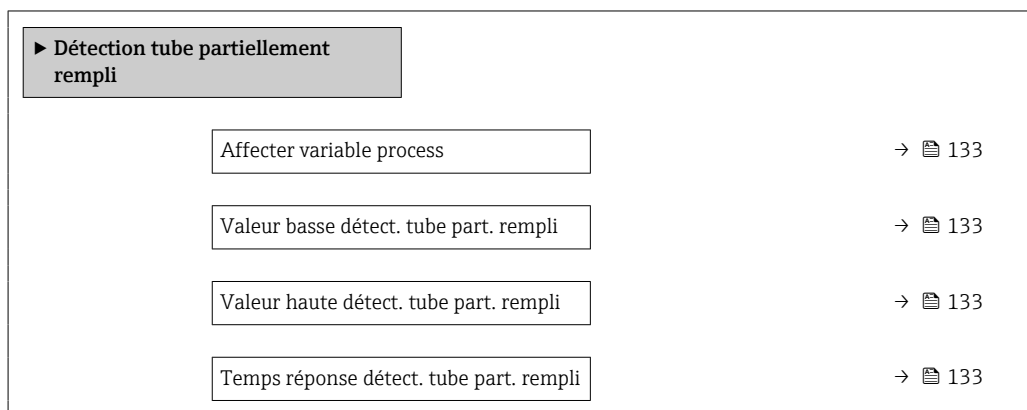 ▶ Détection tube partiellement
rempli
Affecter variable process → 133
Valeur basse détect. tube part. rempli → 133
Valeur haute détect. tube part. rempli → 133
Temps réponse détect. tube part. rempli → 133